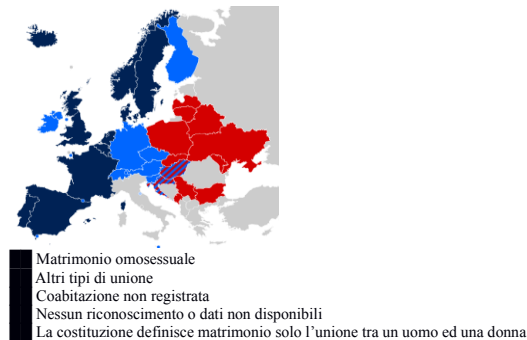 Matrimonio omosessuale
Altri tipi di unione
Coabitazione non registrata
Nessun riconoscimento o dati non disponibili
La costituzione definisce matrimonio solo l’unione tra un uomo ed una donna